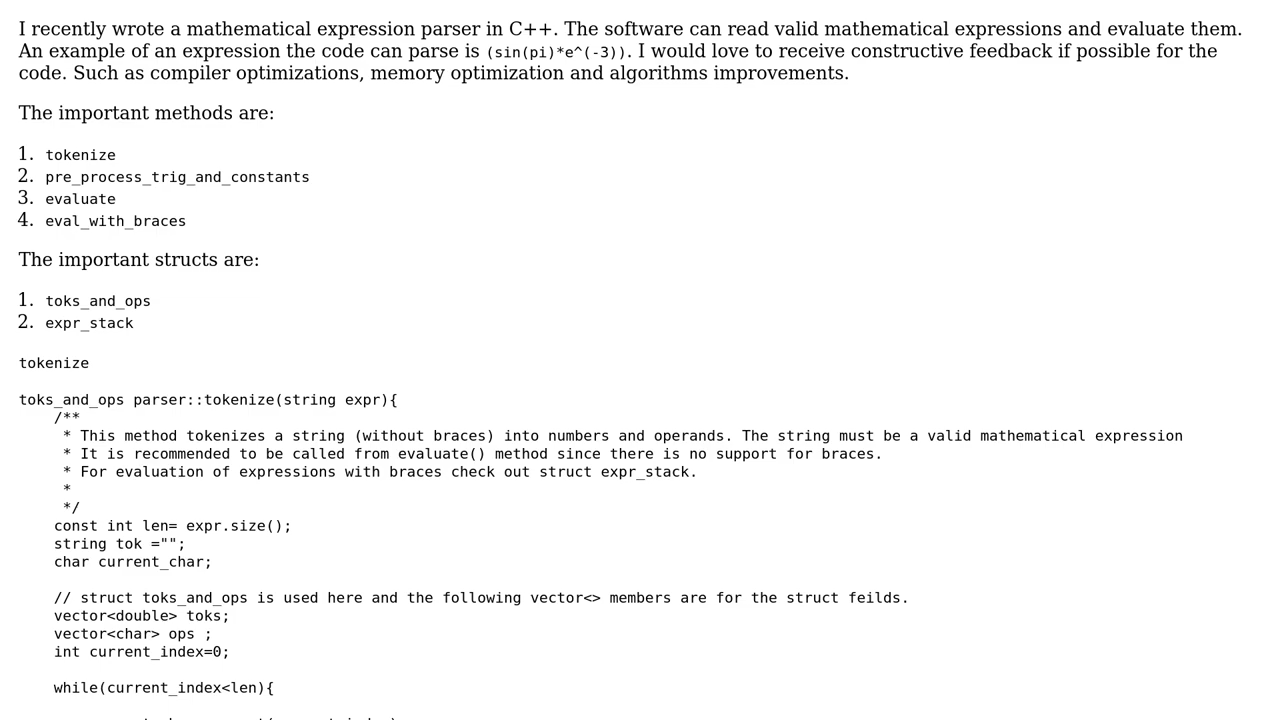 I recently wrote a mathematical expression parser in C++. The software can read valid mathematical expressions and evaluate them.
An example of an expression the code can parse is (sin(pi)*e^(-3)). I would love to receive constructive feedback if possible for the
code. Such as compiler optimizations, memory optimization and algorithms improvements.
The important methods are:
1. tokenize
2. pre_process_trig_and_constants
3. evaluate
4. eval_with_braces
The important structs are:
1. toks_and_ops
2. expr_stack
tokenize
toks_and_ops parser::tokenize(string expr){
    /**
     * This method tokenizes a string (without braces) into numbers and operands. The string must be a valid mathematical expression
     * It is recommended to be called from evaluate() method since there is no support for braces.
     * For evaluation of expressions with braces check out struct expr_stack.
     *
     */
    const int len= expr.size();
    string tok ="";
    char current_char;
    // struct toks_and_ops is used here and the following vector<> members are for the struct feilds.
    vector<double> toks;
    vector<char> ops ;
    int current_index=0;
    while(current_index<len){